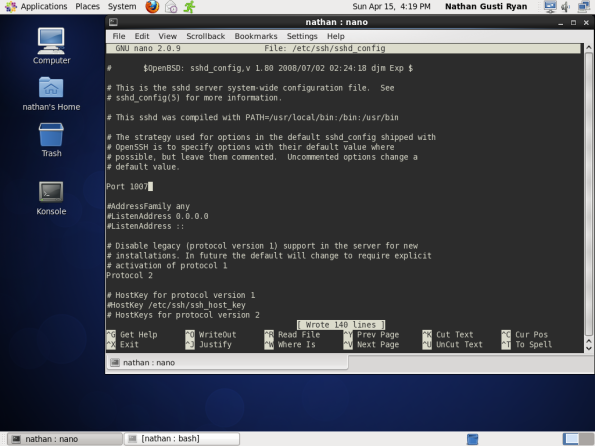 Applications Places System Sun Apr 15, 4:19 PM Nathan Gusti Ryan
nathan : nano
File Edit View Scrollback Bookmarks Settings Help
GNU nano 2.0.9 File: /etc/ssh/sshd_config
# $OpenBSD: sshd_config,v 1.80 2008/07/02 02:24:18 djm Exp $
# This is the sshd server system-wide configuration file. See
# sshd_config(5) for more information.
# This sshd was compiled with PATH=/usr/local/bin:/bin:/usr/bin
# The strategy used for options in the default sshd_config shipped with
# OpenSSH is to specify options with their default value where
# possible, but leave them commented. Uncommented options change a
# default value.
Port 1007
#AddressFamily any
#ListenAddress 0.0.0.0
#ListenAddress ::
# Disable legacy (protocol version 1) support in the server for new
# installations. In future the default will change to require explicit
# activation of protocol 1
Protocol 2
# HostKey for protocol version 1
#HostKey /etc/ssh/ssh_host_key
# HostKeys for protocol version 2
[ Wrote 140 lines ]
^G Get Help ^O WriteOut ^R Read File ^Y Prev Page ^K Cut Text ^C Cur Pos
^X Exit ^J Justify ^W Where Is ^V Next Page ^U UnCut Text ^T To Spell
nathan : nano
Computer
nathan's Home
Trash
Konsole
nathan : nano [nathan : bash]